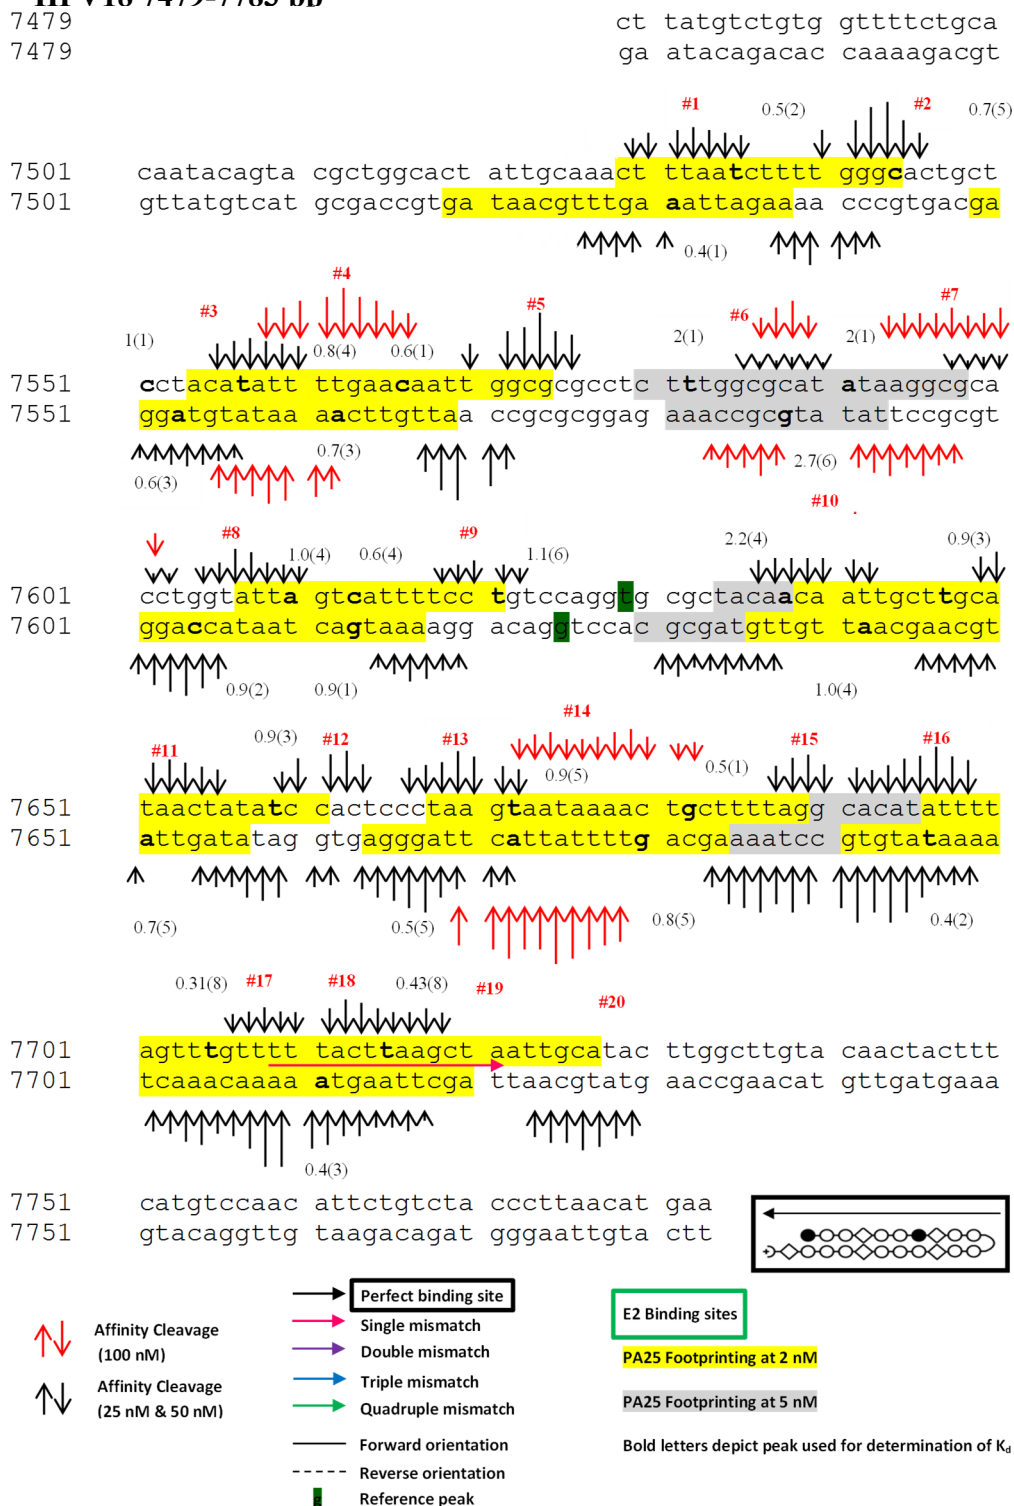 HPV18 7479-7783 bp
7479 ct tatgtctgtg gttttctgca
7479 ga atacagacac caaaagacgt
#1 0.5(2) #2 0.7(5)
7501 caatacagta cgctggcact attgcaaact tttaatctttt gggcactgct
7501 gttatgtcat gcgaccgtga taacgtttga aaattagaaaa cccgtgacga
0.4(1)
#3 #4 #5 #6 #7
1(1) 0.8(4) 0.6(1) 2(1) 2(1)
7551 cctacatatt ttgaacaatt ggcgcgcctc tttggcgcat ataaggcgca
7551 ggatgtataa aacttgttaa ccgcgcggag aaaccgcgta tattccgcgt
0.6(3) 0.7(3) 2.7(6)
#10
#8 1.0(4) 0.6(4) #9 1.1(6) 2.2(4) 0.9(3)
7601 cctggtatta gtcattttcc tgtccaggtg cgctacaaca attgcttgca
7601 ggaccataat cagtaaaagg acaggtccac gcgatgttgt taacgaacgt
0.9(2) 0.9(1) 1.0(4)
#14
#11 0.9(3) #12 #13 0.9(5) 0.5(1) #15 #16
7651 taactatatc cactccctaa gtaataaaac tgcttttagg cacatatttt
7651 attgatatag gtgagggatt cattattttg acgaaaatcc gtgtataaaa
0.7(5) 0.5(5) 0.8(5) 0.4(2)
0.31(8) #17 #18 0.43(8) #19 #20
7701 agtttgtttt tacttaagct aattgcatac ttggcttgta caactacttt
7701 tcaaacaaaa atgaattcga ttaacgtatg aaccgaacat gttgatgaaa
0.4(3)
7751 catgtccaac attctgtcta cccttaacat gaa
7751 gtacaggttg taagacagat gggaattgta ctt
Affinity Cleavage
(100 nM)
Affinity Cleavage
(25 nM & 50 nM)
Perfect binding site
Single mismatch
Double mismatch
Triple mismatch
Quadruple mismatch
Forward orientation
Reverse orientation
g Reference peak
E2 Binding sites
PA25 Footprinting at 2 nM
PA25 Footprinting at 5 nM
Bold letters depict peak used for determination of Kd